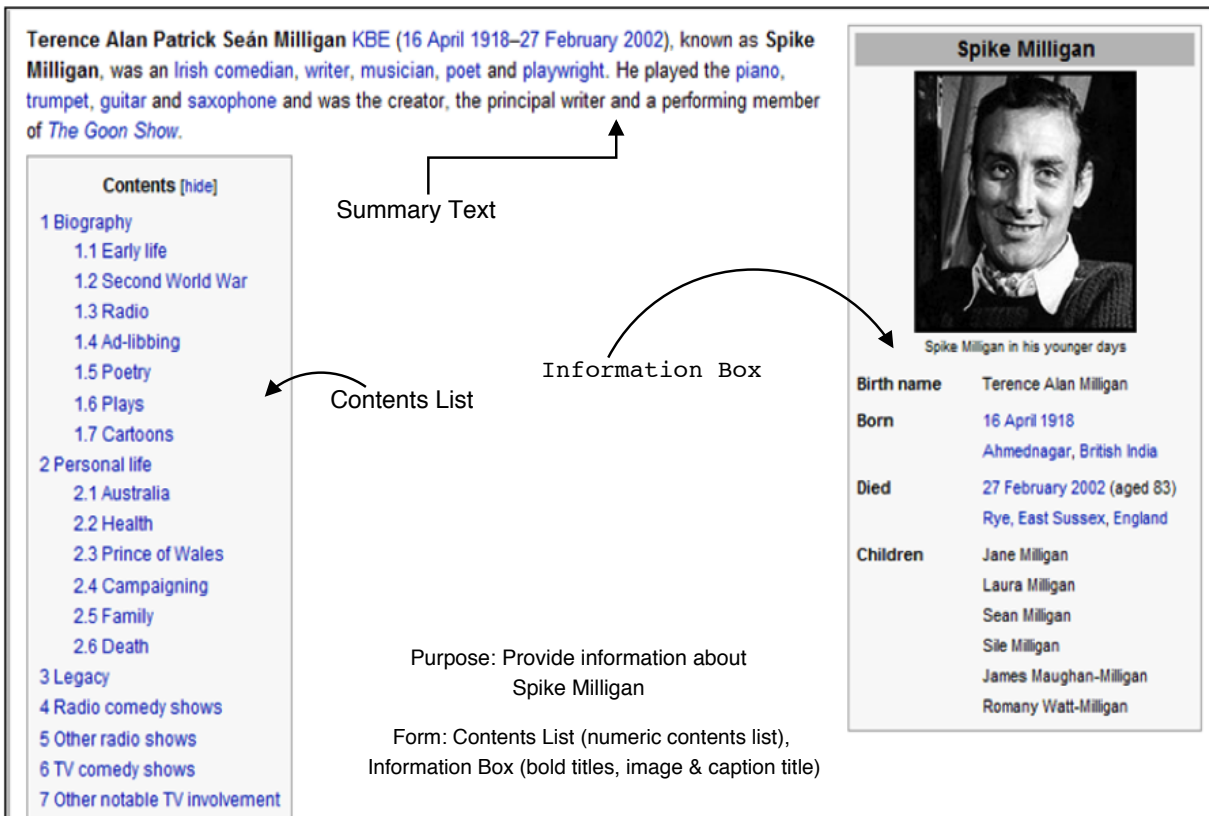 Terence Alan Patrick Seán Milligan KBE (16 April 1918–27 February 2002), known as Spike
Milligan, was an Irish comedian, writer, musician, poet and playwright. He played the piano,
trumpet, guitar and saxophone and was the creator, the principal writer and a performing member
of The Goon Show.
Contents [hide]
1 Biography
1.1 Early life
1.2 Second World War
1.3 Radio
1.4 Ad-libbing
1.5 Poetry
1.6 Plays
1.7 Cartoons
2 Personal life
2.1 Australia
2.2 Health
2.3 Prince of Wales
2.4 Campaigning
2.5 Family
2.6 Death
3 Legacy
4 Radio comedy shows
5 Other radio shows
6 TV comedy shows
7 Other notable TV involvement
Summary Text
Information Box
Contents List
Purpose: Provide information about
Spike Milligan
Form: Contents List (numeric contents list),
Information Box (bold titles, image & caption title)
Spike Milligan
Spike Milligan in his younger days
Birth name Terence Alan Milligan
Born 16 April 1918
Ahmednagar, British India
Died 27 February 2002 (aged 83)
Rye, East Sussex, England
Children Jane Milligan
Laura Milligan
Sean Milligan
Sile Milligan
James Maughan-Milligan
Romany Watt-Milligan